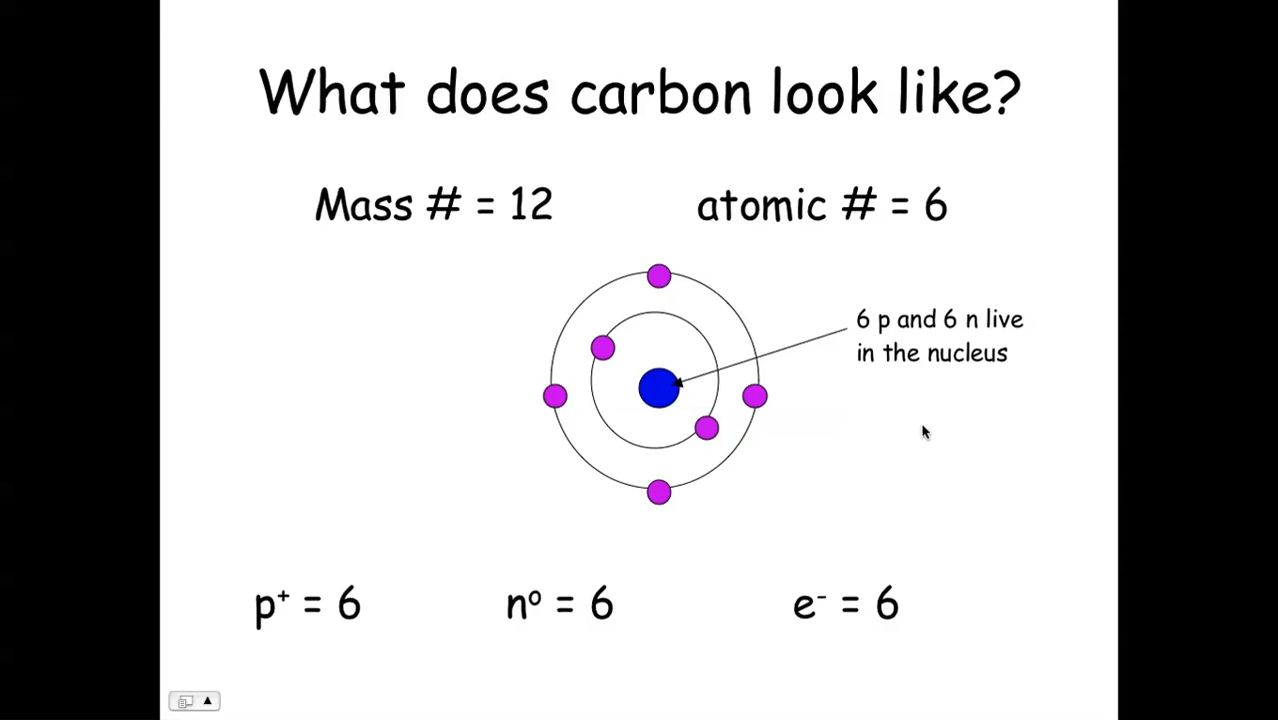 What does carbon look like?
Mass # = 12 atomic # = 6
6 p and 6 n live
in the nucleus
p⁺ = 6 nº = 6 e⁻ = 6